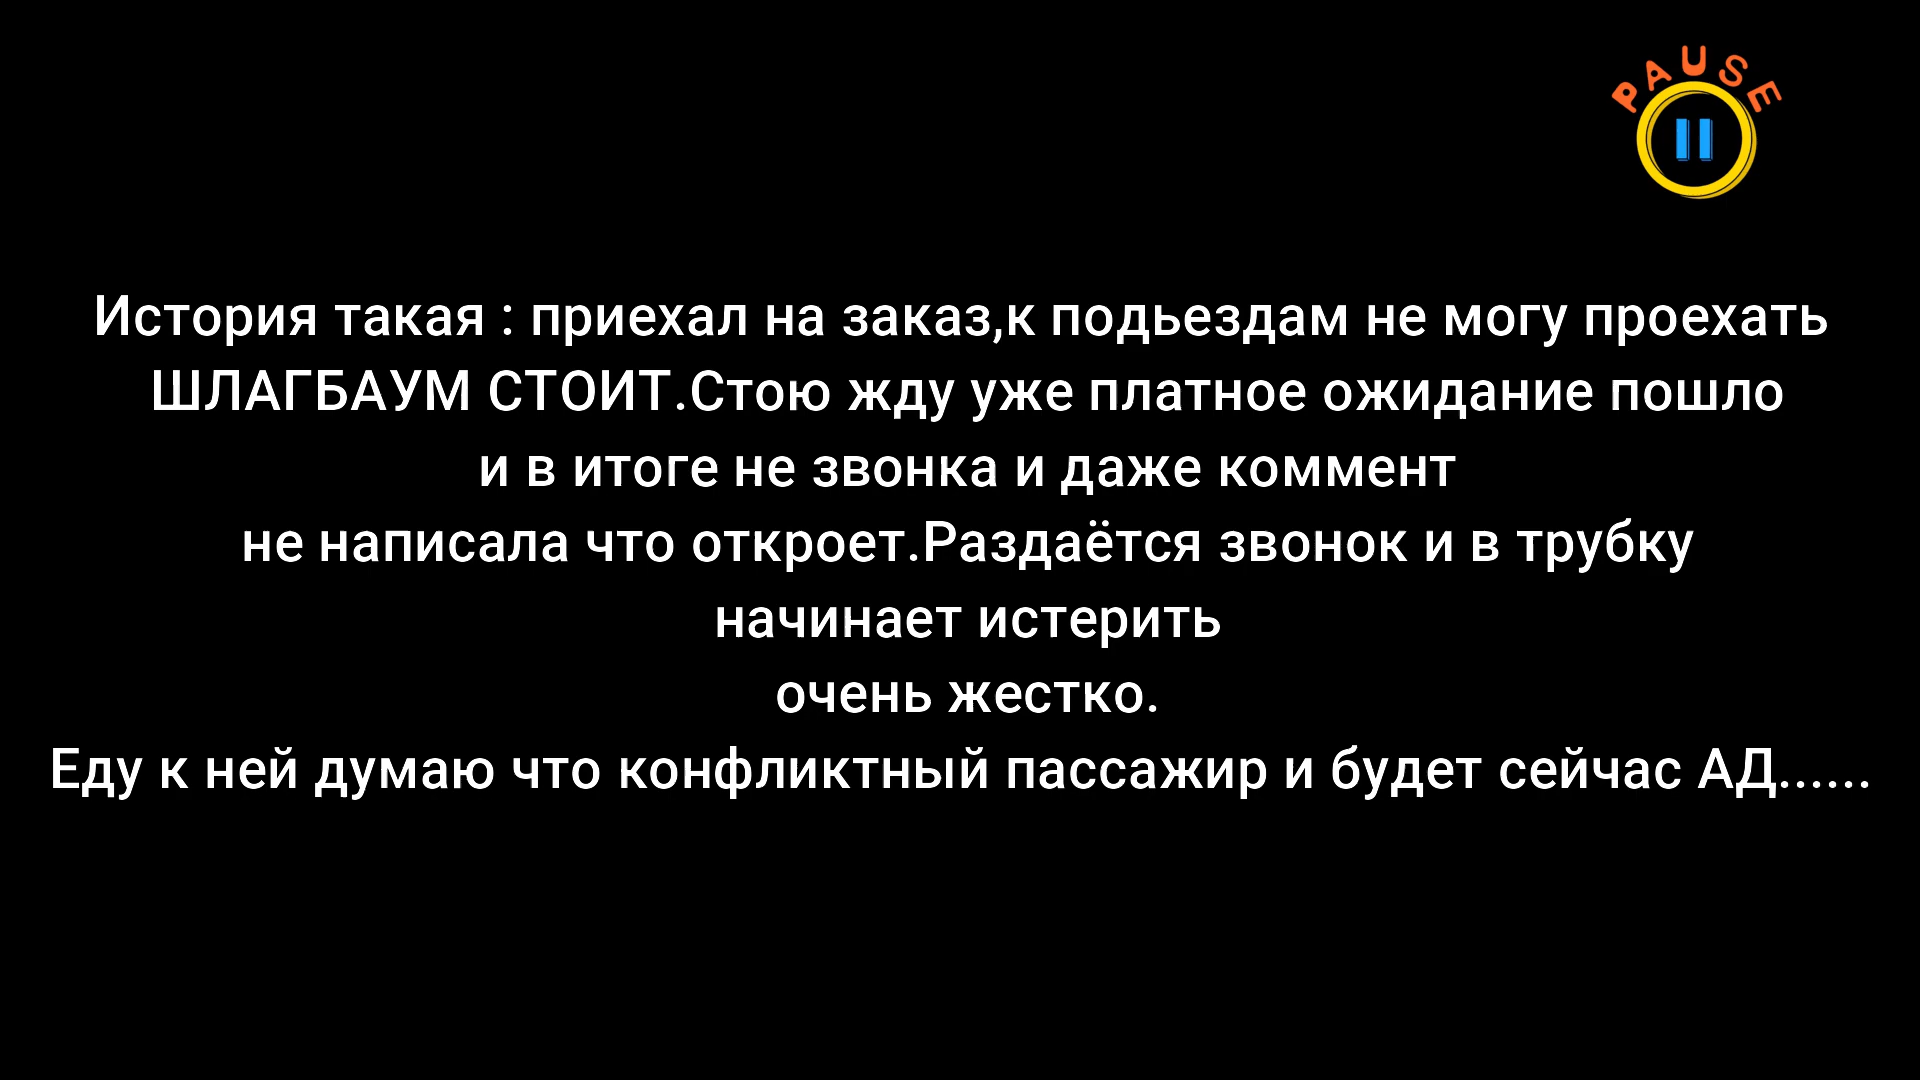 PAUSE
История такая : приехал на заказ,к подьездам не могу проехать
ШЛАГБАУМ СТОИТ.Стою жду уже платное ожидание пошло
и в итоге не звонка и даже коммент
не написала что откроет.Раздаётся звонок и в трубку
начинает истерить
очень жестко.
Еду к ней думаю что конфликтный пассажир и будет сейчас АД......